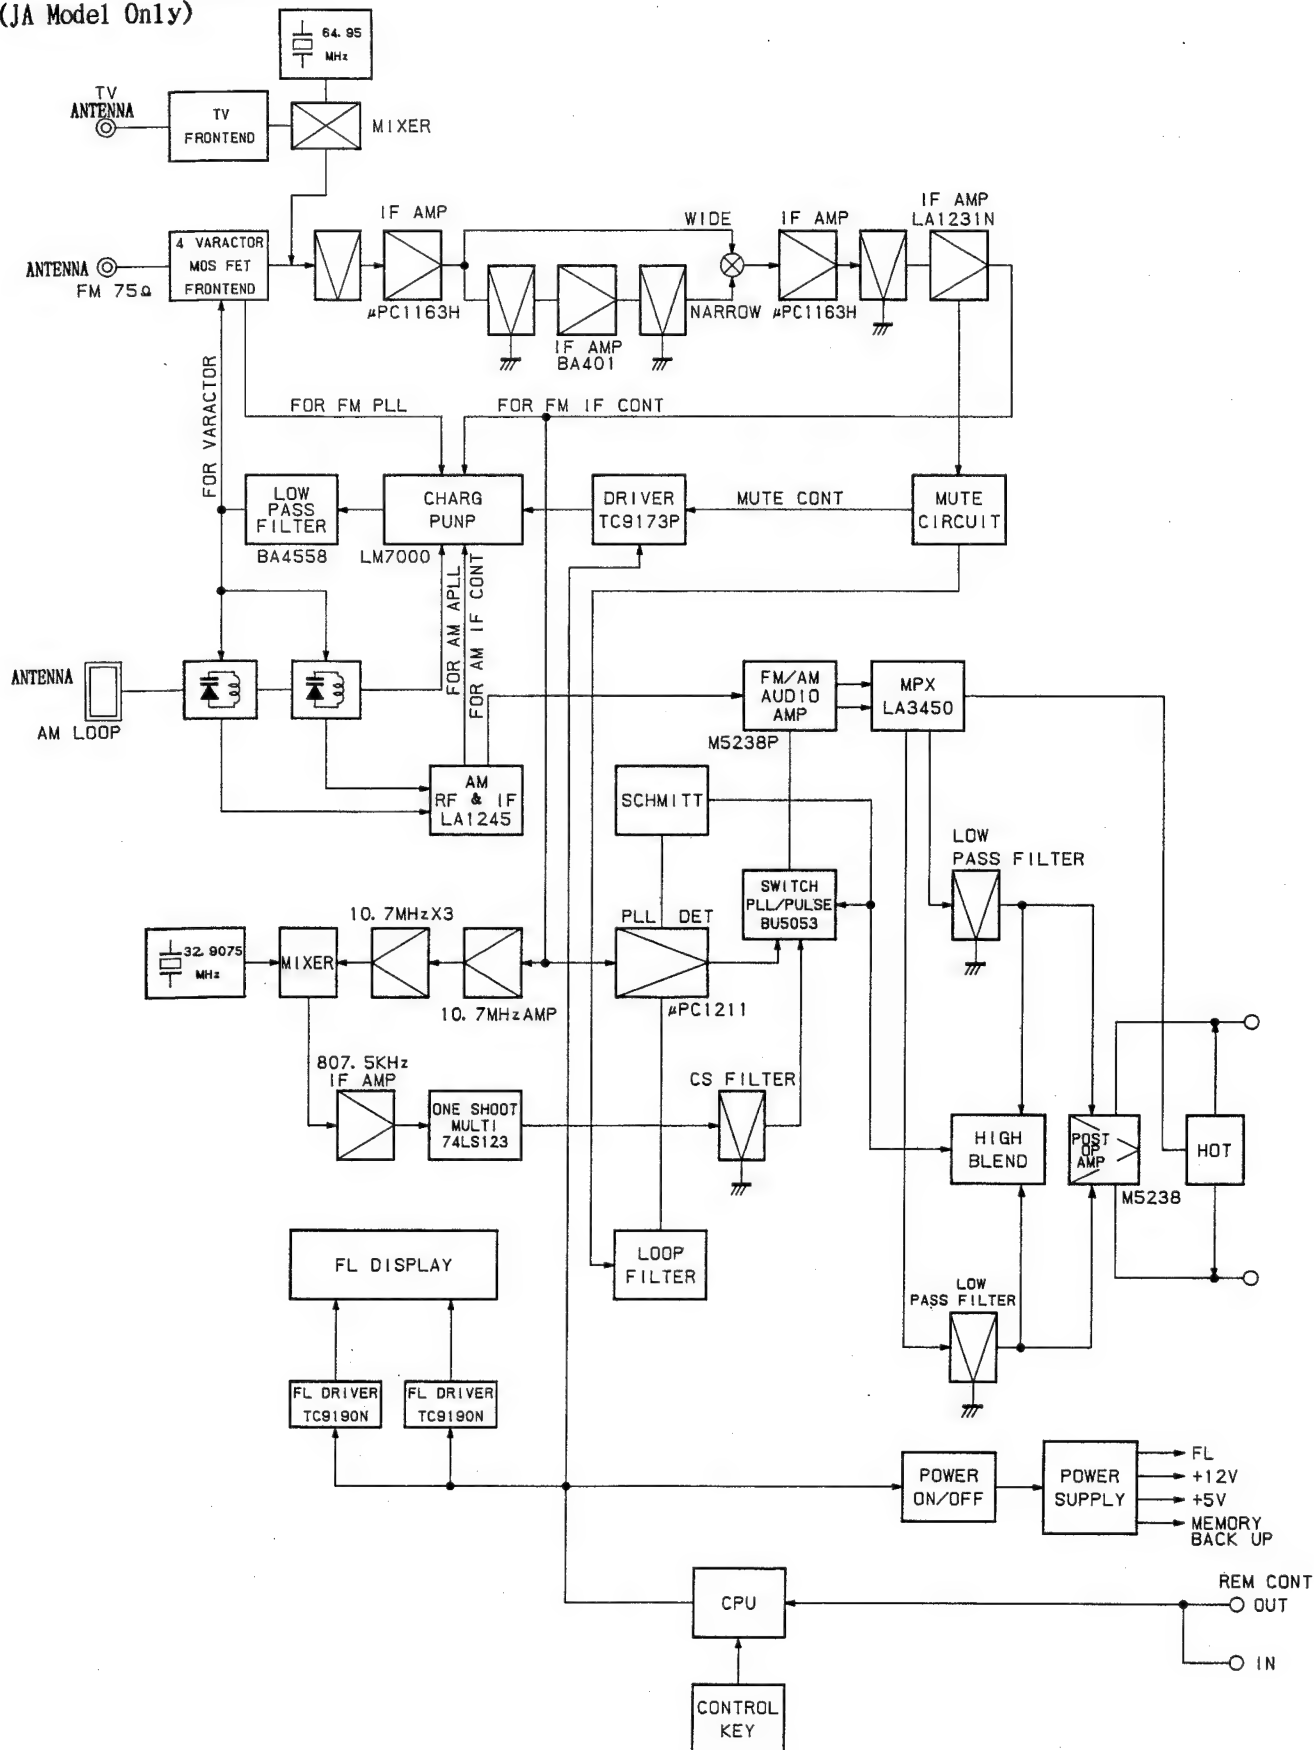 (JA Model Only)
64.95
MHz
TV
ANTENNA
TV
FRONTEND
MIXER
IF AMP
WIDE
IF AMP
IF AMP
LA1231N
4 VARACTOR
MOS FET
FRONTEND
ANTENNA
FM 75Ω
μPC1163H
NARROW
μPC1163H
IF AMP
BA401
FOR VARACTOR
FOR FM PLL
FOR FM IF CONT
LOW
PASS
FILTER
BA4558
CHARG
PUNP
LM7000
DRIVER
TC9173P
MUTE CONT
MUTE
CIRCUIT
FOR AM APLL
FOR AM IF CONT
ANTENNA
AM LOOP
FM/AM
AUDIO
AMP
M5238P
MPX
LA3450
AM
RF & IF
LA1245
SCHMITT
LOW
PASS FILTER
SWITCH
PLL/PULSE
BU5053
10.7MHzX3
PLL DET
32.9075
MHz
MIXER
10.7MHzAMP
μPC1211
807.5KHz
IF AMP
CS FILTER
ONE SHOOT
MULTI
74LS123
HIGH
BLEND
POST
OP
AMP
M5238
HOT
FL DISPLAY
LOOP
FILTER
LOW
PASS FILTER
FL DRIVER
TC9190N
FL DRIVER
TC9190N
POWER
ON/OFF
POWER
SUPPLY
FL
+12V
+5V
MEMORY
BACK UP
REM CONT
CPU
OUT
IN
CONTROL
KEY